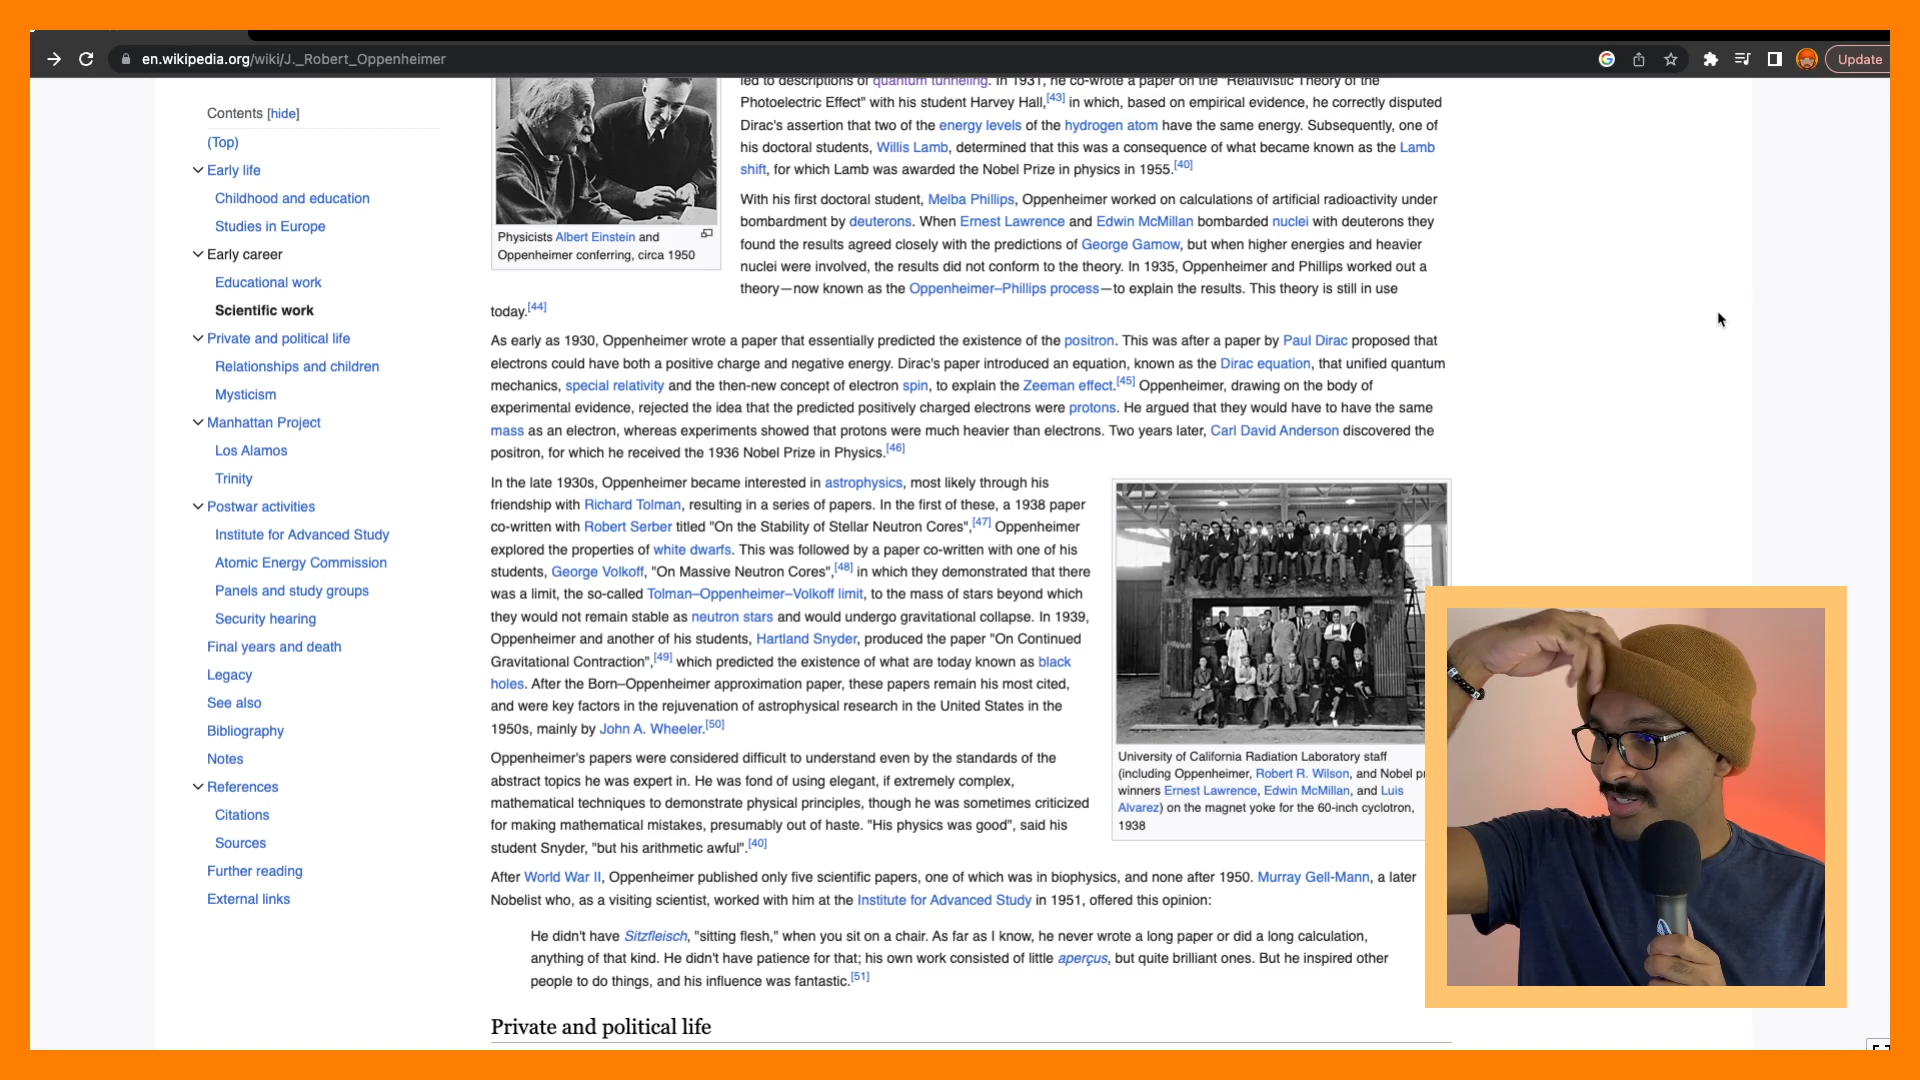 en.wikipedia.org/wiki/J._Robert_Oppenheimer
Update
Contents [hide]
(Top)
Early life
Childhood and education
Studies in Europe
Early career
Educational work
Scientific work
Private and political life
Relationships and children
Mysticism
Manhattan Project
Los Alamos
Trinity
Postwar activities
Institute for Advanced Study
Atomic Energy Commission
Panels and study groups
Security hearing
Final years and death
Legacy
See also
Bibliography
Notes
References
Citations
Sources
Further reading
External links
Physicists Albert Einstein and
Oppenheimer conferring, circa 1950
led to descriptions of quantum tunneling. In 1931, he co-wrote a paper on the "Relativistic Theory of the
Photoelectric Effect" with his student Harvey Hall,[43] in which, based on empirical evidence, he correctly disputed
Dirac's assertion that two of the energy levels of the hydrogen atom have the same energy. Subsequently, one of
his doctoral students, Willis Lamb, determined that this was a consequence of what became known as the Lamb
shift, for which Lamb was awarded the Nobel Prize in physics in 1955.[40]
With his first doctoral student, Melba Phillips, Oppenheimer worked on calculations of artificial radioactivity under
bombardment by deuterons. When Ernest Lawrence and Edwin McMillan bombarded nuclei with deuterons they
found the results agreed closely with the predictions of George Gamow, but when higher energies and heavier
nuclei were involved, the results did not conform to the theory. In 1935, Oppenheimer and Phillips worked out a
theory—now known as the Oppenheimer–Phillips process—to explain the results. This theory is still in use
today.[44]
As early as 1930, Oppenheimer wrote a paper that essentially predicted the existence of the positron. This was after a paper by Paul Dirac proposed that
electrons could have both a positive charge and negative energy. Dirac's paper introduced an equation, known as the Dirac equation, that unified quantum
mechanics, special relativity and the then-new concept of electron spin, to explain the Zeeman effect.[45] Oppenheimer, drawing on the body of
experimental evidence, rejected the idea that the predicted positively charged electrons were protons. He argued that they would have to have the same
mass as an electron, whereas experiments showed that protons were much heavier than electrons. Two years later, Carl David Anderson discovered the
positron, for which he received the 1936 Nobel Prize in Physics.[46]
In the late 1930s, Oppenheimer became interested in astrophysics, most likely through his
friendship with Richard Tolman, resulting in a series of papers. In the first of these, a 1938 paper
co-written with Robert Serber titled "On the Stability of Stellar Neutron Cores",[47] Oppenheimer
explored the properties of white dwarfs. This was followed by a paper co-written with one of his
students, George Volkoff, "On Massive Neutron Cores",[48] in which they demonstrated that there
was a limit, the so-called Tolman–Oppenheimer–Volkoff limit, to the mass of stars beyond which
they would not remain stable as neutron stars and would undergo gravitational collapse. In 1939,
Oppenheimer and another of his students, Hartland Snyder, produced the paper "On Continued
Gravitational Contraction",[49] which predicted the existence of what are today known as black
holes. After the Born–Oppenheimer approximation paper, these papers remain his most cited,
and were key factors in the rejuvenation of astrophysical research in the United States in the
1950s, mainly by John A. Wheeler.[50]
Oppenheimer's papers were considered difficult to understand even by the standards of the
abstract topics he was expert in. He was fond of using elegant, if extremely complex,
mathematical techniques to demonstrate physical principles, though he was sometimes criticized
for making mathematical mistakes, presumably out of haste. "His physics was good", said his
student Snyder, "but his arithmetic awful".[40]
University of California Radiation Laboratory staff
(including Oppenheimer, Robert R. Wilson, and Nobel pr
winners Ernest Lawrence, Edwin McMillan, and Luis
Alvarez) on the magnet yoke for the 60-inch cyclotron,
1938
After World War II, Oppenheimer published only five scientific papers, one of which was in biophysics, and none after 1950. Murray Gell-Mann, a later
Nobelist who, as a visiting scientist, worked with him at the Institute for Advanced Study in 1951, offered this opinion:
He didn't have Sitzfleisch, "sitting flesh," when you sit on a chair. As far as I know, he never wrote a long paper or did a long calculation,
anything of that kind. He didn't have patience for that; his own work consisted of little aperçus, but quite brilliant ones. But he inspired other
people to do things, and his influence was fantastic.[51]
Private and political life